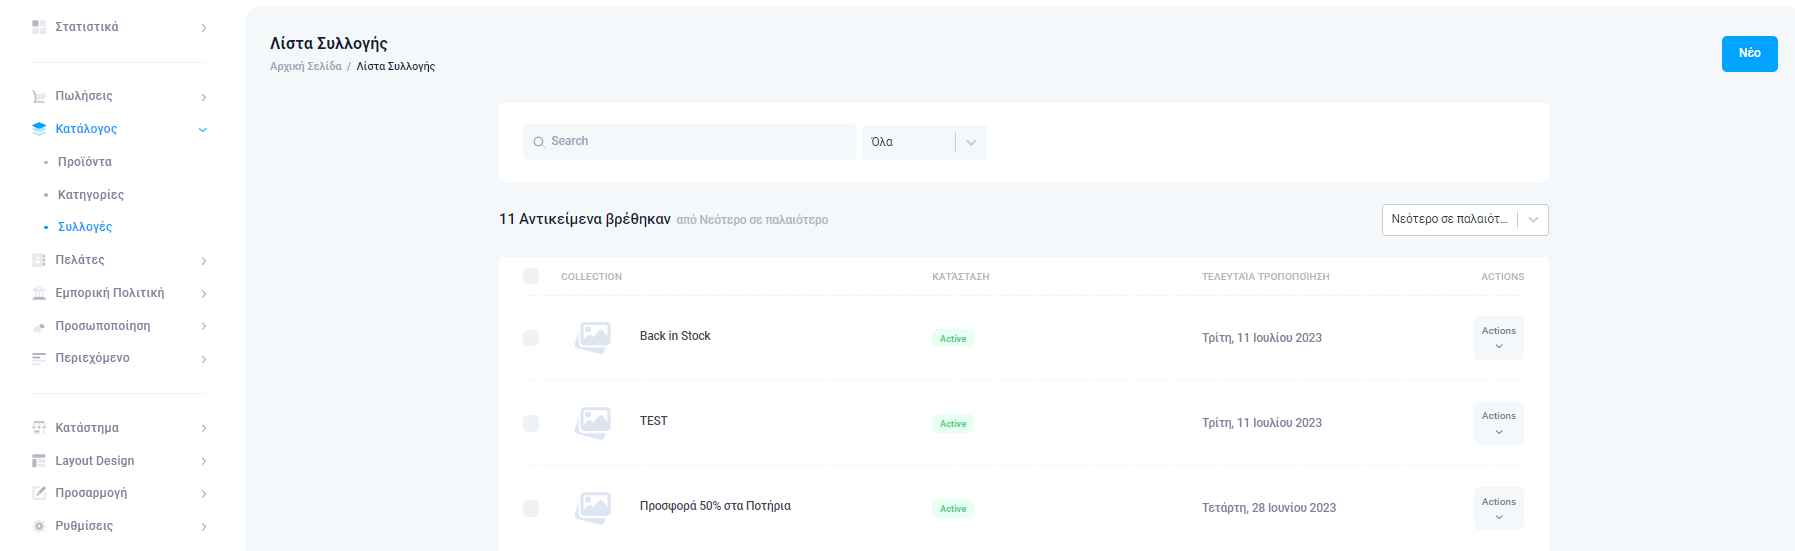 Στατιστικά
Πωλήσεις
Κατάλογος
Προϊόντα
Κατηγορίες
Συλλογές
Πελάτες
Εμπορική Πολιτική
Προσωποποίηση
Περιεχόμενο
Κατάστημα
Layout Design
Προσαρμογή
Ρυθμίσεις
Λίστα Συλλογής
Αρχική Σελίδα / Λίστα Συλλογής
Νέο
Search
Όλα
11 Αντικείμενα βρέθηκαν από Νεότερο σε παλαιότερο
Νεότερο σε παλαιότ...
COLLECTION ΚΑΤΆΣΤΑΣΗ ΤΕΛΕΥΤΑΊΑ ΤΡΟΠΟΠΟΊΗΣΗ ACTIONS
Back in Stock Active Τρίτη, 11 Ιουλίου 2023 Actions
TEST Active Τρίτη, 11 Ιουλίου 2023 Actions
Προσφορά 50% στα Ποτήρια Active Τετάρτη, 28 Ιουνίου 2023 Actions